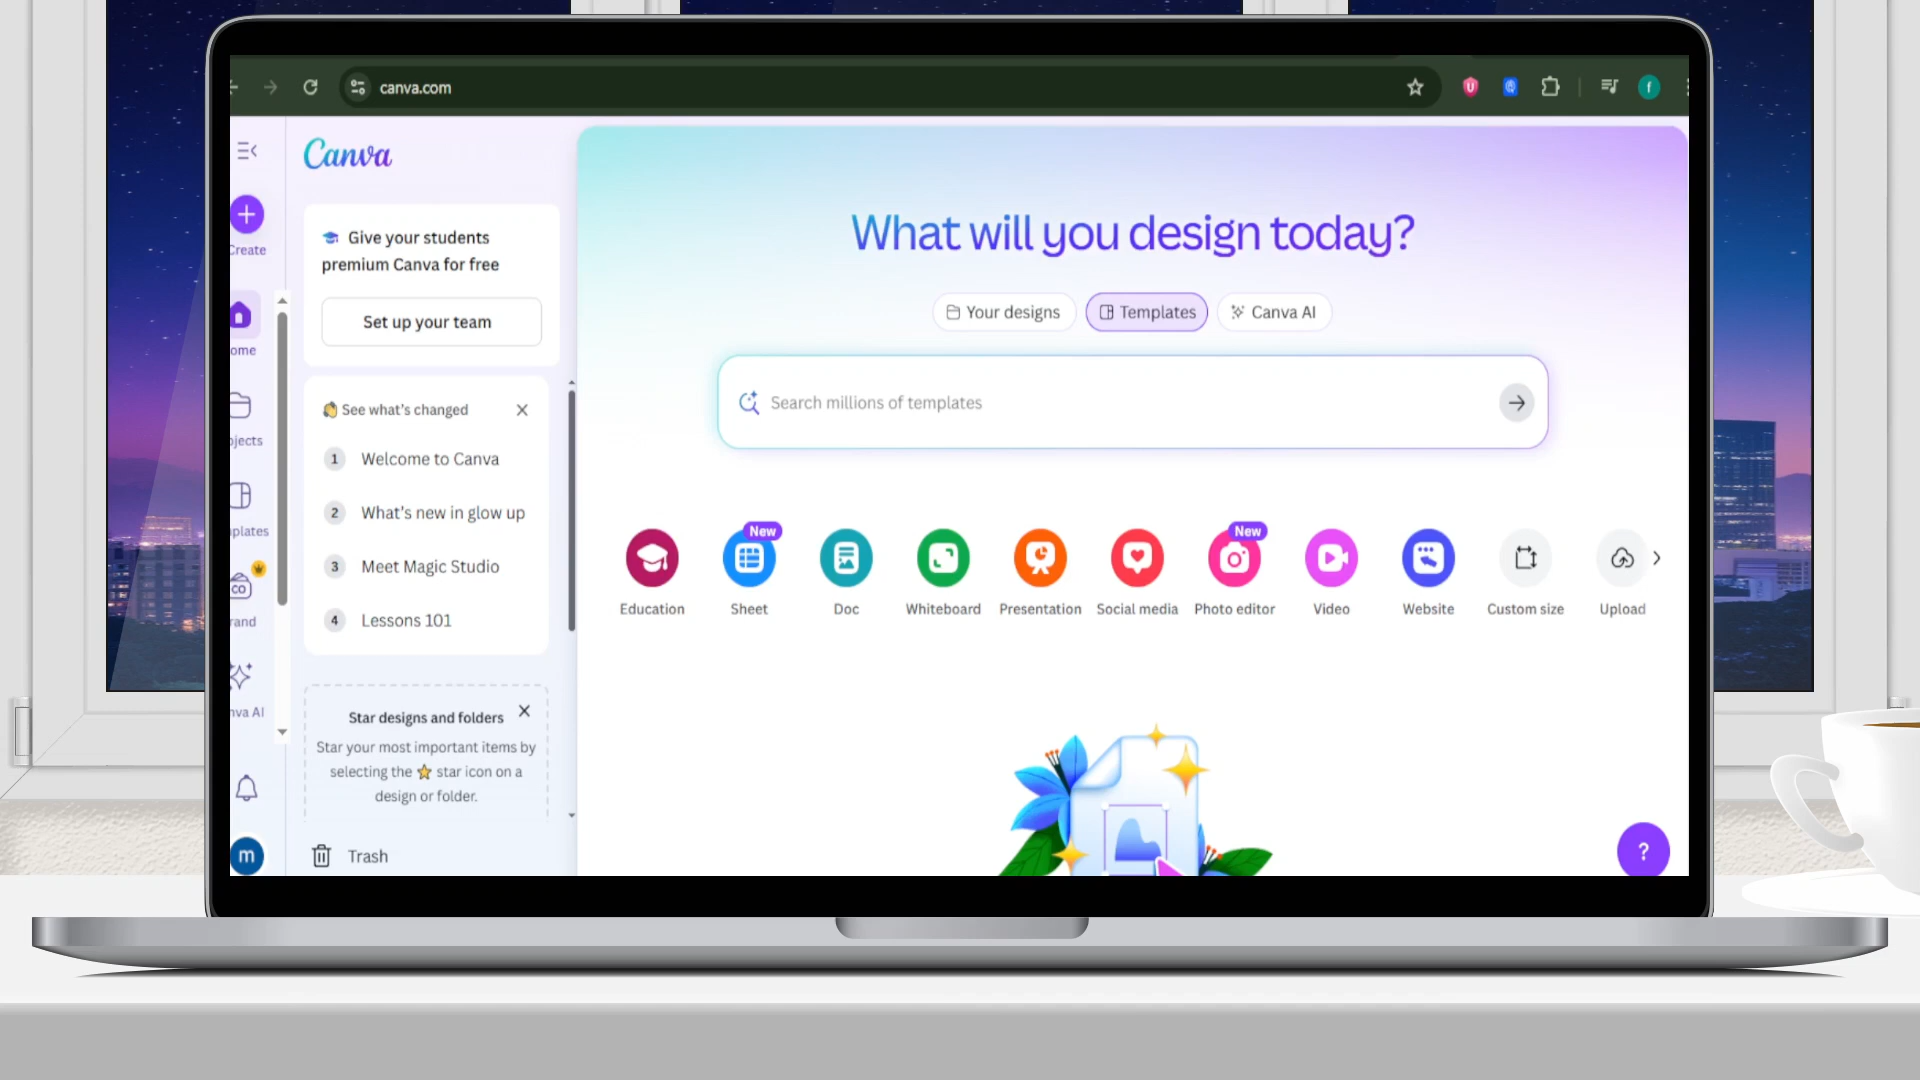 canva.com
f
Canva
Create
ome
ojects
nplates
CO
rand
nva AI
m
Give your students
premium Canva for free
Set up your team
See what's changed
1 Welcome to Canva
2 What's new in glow up
3 Meet Magic Studio
4 Lessons 101
Star designs and folders
Star your most important items by
selecting the star icon on a
design or folder.
Trash
What will you design today?
Your designs
Templates
Canva AI
Search millions of templates
New
New
Education
Sheet
Doc
Whiteboard
Presentation
Social media
Photo editor
Video
Website
Custom size
Upload
?